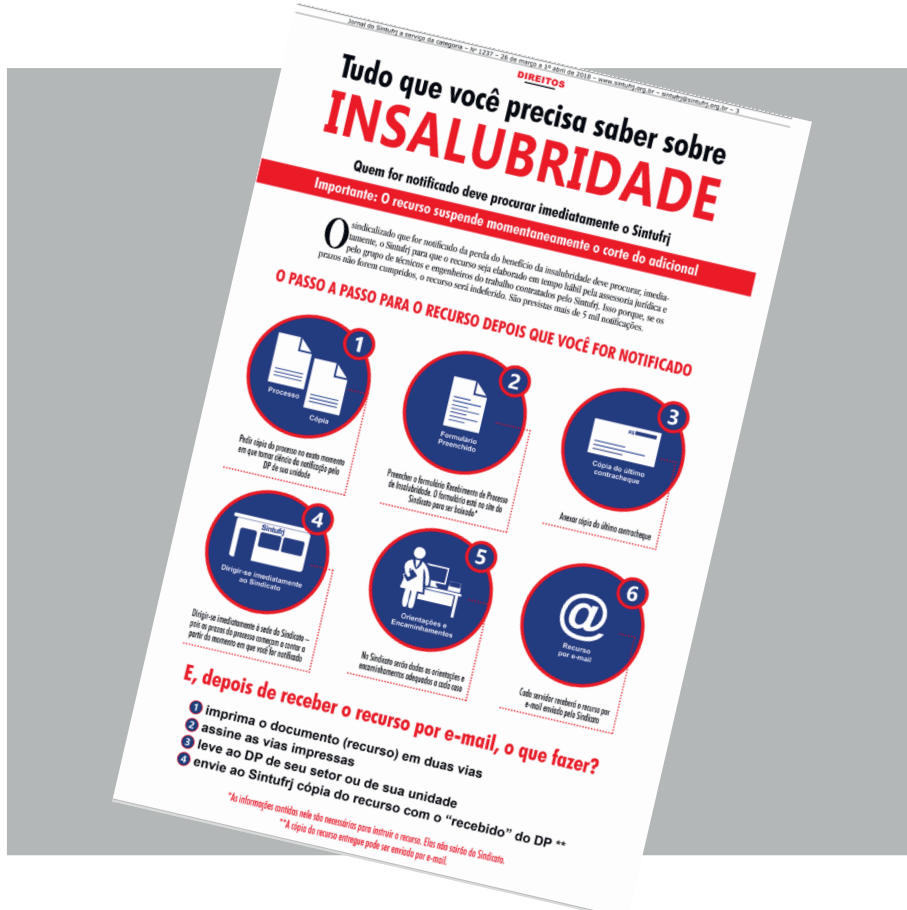 Jornal do Sintufrj a serviço da categoria – Nº 1237 – 26 de março a 1º abril de 2018 – www.sintufrj.org.br – sintufrj@sintufrj.org.br – 3
DIREITOS
Tudo que você precisa saber sobre
INSALUBRIDADE
Quem for notificado deve procurar imediatamente o Sintufrj
Importante: O recurso suspende momentaneamente o corte do adicional
O sindicalizado que for notificado da perda do benefício da insalubridade deve procurar, imedia-
tamente, o Sintufrj para que o recurso seja elaborado em tempo hábil pela assessoria jurídica e
pelo grupo de técnicos e engenheiros do trabalho contratados pelo Sintufrj. Isso porque, se os
prazos não forem cumpridos, o recurso será indeferido. São previstas mais de 5 mil notificações.
O PASSO A PASSO PARA O RECURSO DEPOIS QUE VOCÊ FOR NOTIFICADO
1
Processo
Cópia
Pedir cópia do processo no exato momento
em que tomar ciência da notificação pelo
DP de sua unidade
2
Formulário
Preenchido
Preencher o formulário Recebimento de Processo
de Insalubridade. O formulário está no site do
Sindicato para ser baixado*
3
R$
Cópia do último
contracheque
Anexar cópia do último contracheque
4
Sintufrj
Dirigir-se imediatamente
ao Sindicato
Dirigir-se imediatamente à sede do Sindicato –
pois os prazos do processo começam a contar a
partir do momento em que você for notificado
5
Orientações e
Encaminhamentos
No Sindicato serão dadas as orientações e
encaminhamentos adequados a cada caso
6
@
Recurso
por e-mail
Cada servidor receberá o recurso por
e-mail enviado pelo Sindicato
E, depois de receber o recurso por e-mail, o que fazer?
1 imprima o documento (recurso) em duas vias
2 assine as vias impressas
3 leve ao DP de seu setor ou de sua unidade
4 envie ao Sintufrj cópia do recurso com o “recebido” do DP **
*As informações contidas nele são necessárias para instruir o recurso. Elas não sairão do Sindicato.
**A cópia do recurso entregue pode ser enviada por e-mail.